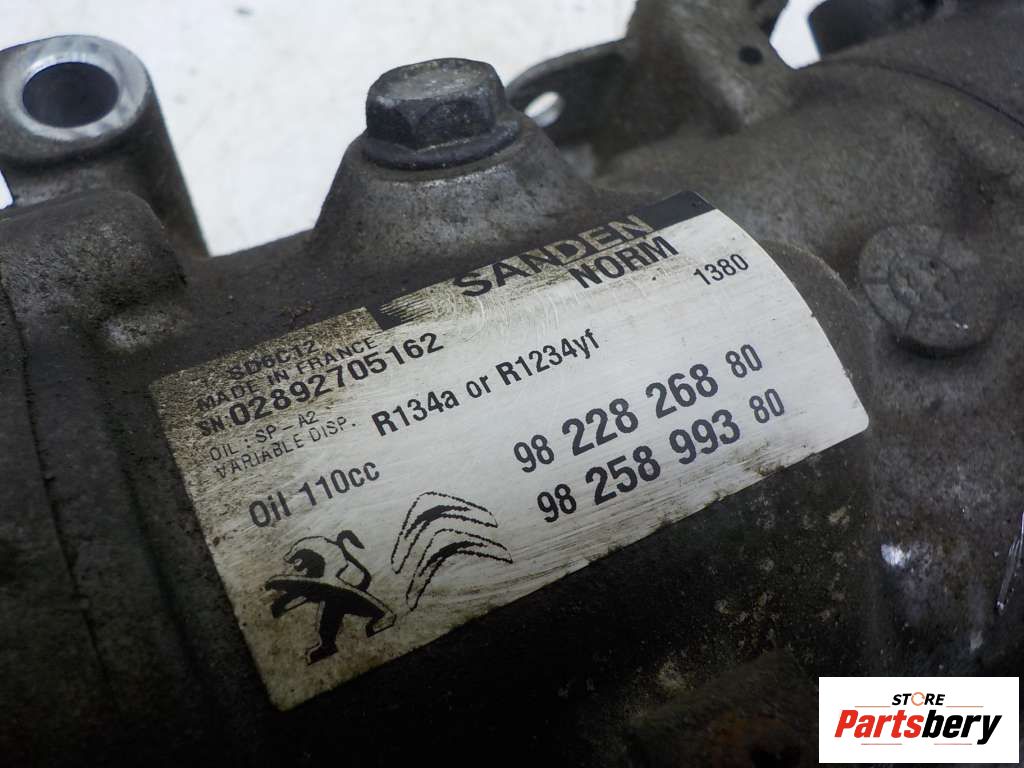 SANDEN
NORM
1380
SD6C12
MADE IN FRANCE
SN:02892705162
OIL : SP-A2
VARIABLE DISP.
R134a or R1234yf
Oil 110cc
98 228 268 80
98 258 993 80
STORE
Partsbery